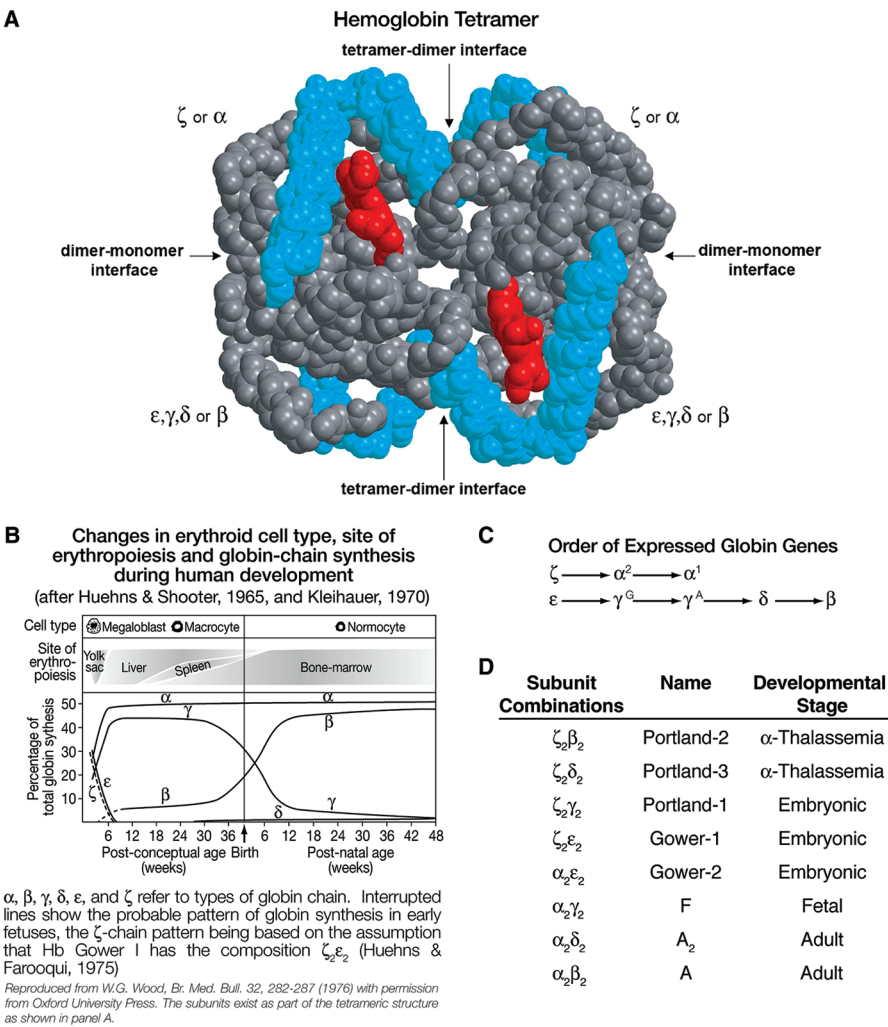 A
Hemoglobin Tetramer
tetramer-dimer interface
ζ or α
ζ or α
dimer-monomer
interface
dimer-monomer
interface
ε,γ,δ or β
ε,γ,δ or β
tetramer-dimer interface
B
Changes in erythroid cell type, site of
erythropoiesis and globin-chain synthesis
during human development
(after Huehns & Shooter, 1965, and Kleihauer, 1970)
Cell type
Megaloblast
Macrocyte
Normocyte
Site of
erythro-
poiesis
Yolk
sac
Liver
Spleen
Bone-marrow
Percentage of
total globin sythesis
50
40
30
20
10
α
α
γ
β
ζ
ε
β
γ
δ
6 12 18 24 30 36 6 12 18 24 30 36 42 48
Post-conceptual age
(weeks)
Birth
Post-natal age
(weeks)
α, β, γ, δ, ε, and ζ refer to types of globin chain. Interrupted
lines show the probable pattern of globin synthesis in early
fetuses, the ζ-chain pattern being based on the assumption
that Hb Gower I has the composition ζ2ε2 (Huehns &
Farooqui, 1975)
Reproduced from W.G. Wood, Br. Med. Bull. 32, 282-287 (1976) with permission
from Oxford University Press. The subunits exist as part of the tetrameric structure
as shown in panel A.
C
Order of Expressed Globin Genes
ζ → α2 → α1
ε → γG → γA → δ → β
D
Subunit
Combinations
Name
Developmental
Stage
ζ2β2 Portland-2 α-Thalassemia
ζ2δ2 Portland-3 α-Thalassemia
ζ2γ2 Portland-1 Embryonic
ζ2ε2 Gower-1 Embryonic
α2ε2 Gower-2 Embryonic
α2γ2 F Fetal
α2δ2 A2 Adult
α2β2 A Adult